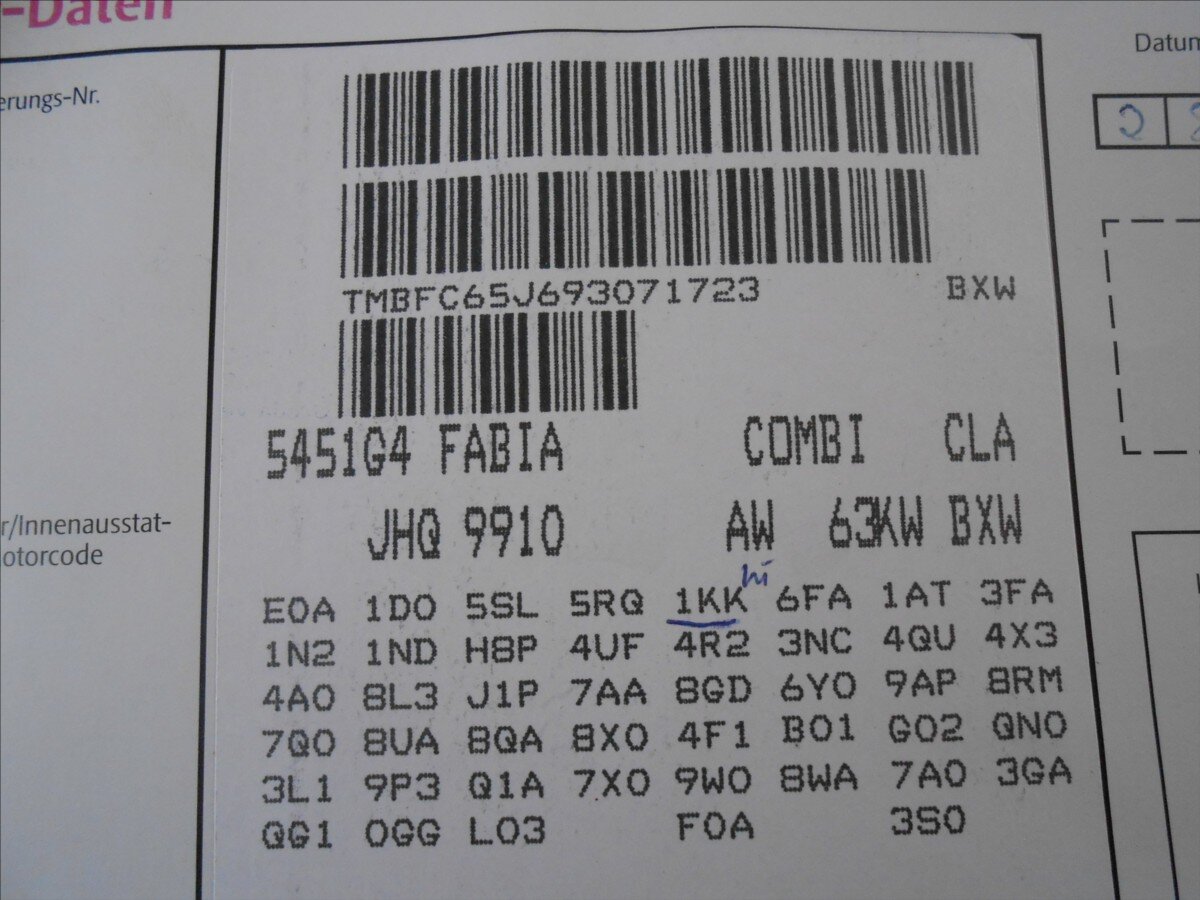 -Daten
Datum
erungs-Nr.
TMBFC65J693071723 BXW
5451G4 FABIA COMBI CLA
r/Innenausstat-
otorcode
JHQ 9910 AW 63KW BXW
hi
E0A 1D0 5SL 5RQ 1KK 6FA 1AT 3FA
1N2 1ND H8P 4UF 4R2 3NC 4QU 4X3
4A0 8L3 J1P 7AA 8GD 6Y0 9AP 8RM
7Q0 8UA 8QA 8X0 4F1 B01 G02 QN0
3L1 9P3 Q1A 7X0 9W0 8WA 7A0 3GA
QG1 0GG L03 F0A 3S0